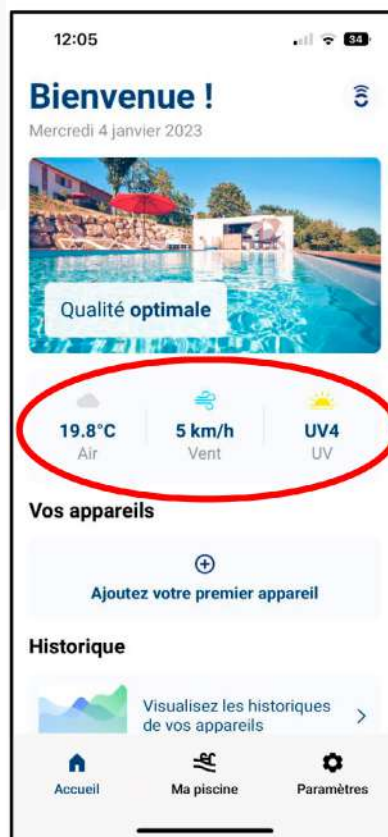 12:05
34
Bienvenue !
Mercredi 4 janvier 2023
Qualité optimale
19.8°C
5 km/h
UV4
Air
Vent
UV
Vos appareils
Ajoutez votre premier appareil
Historique
Visualisez les historiques
de vos appareils
Accueil
Ma piscine
Paramètres